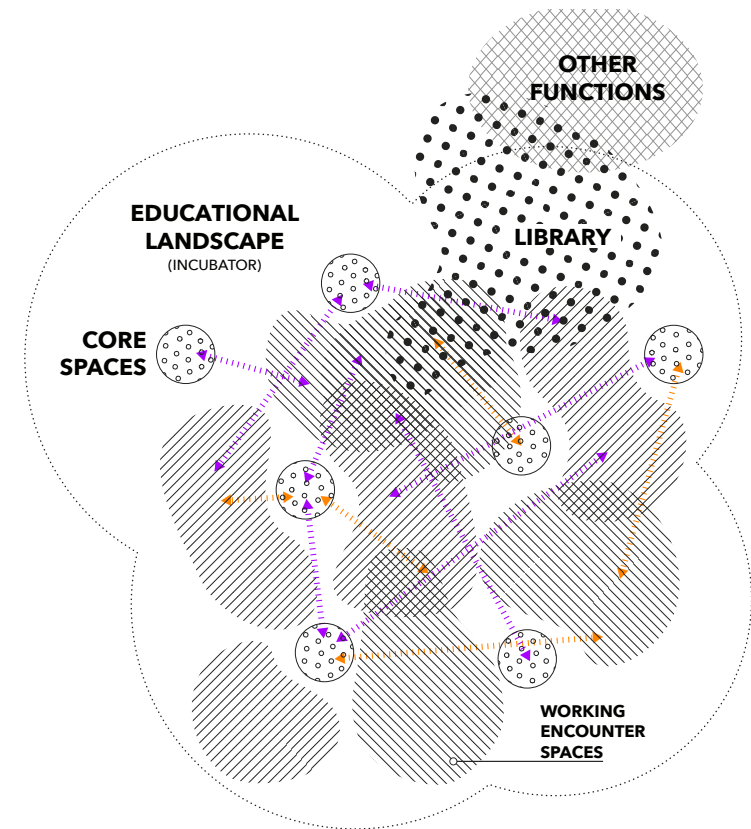 OTHER
FUNCTIONS
EDUCATIONAL
LANDSCAPE
(INCUBATOR)
LIBRARY
CORE
SPACES
WORKING
ENCOUNTER
SPACES